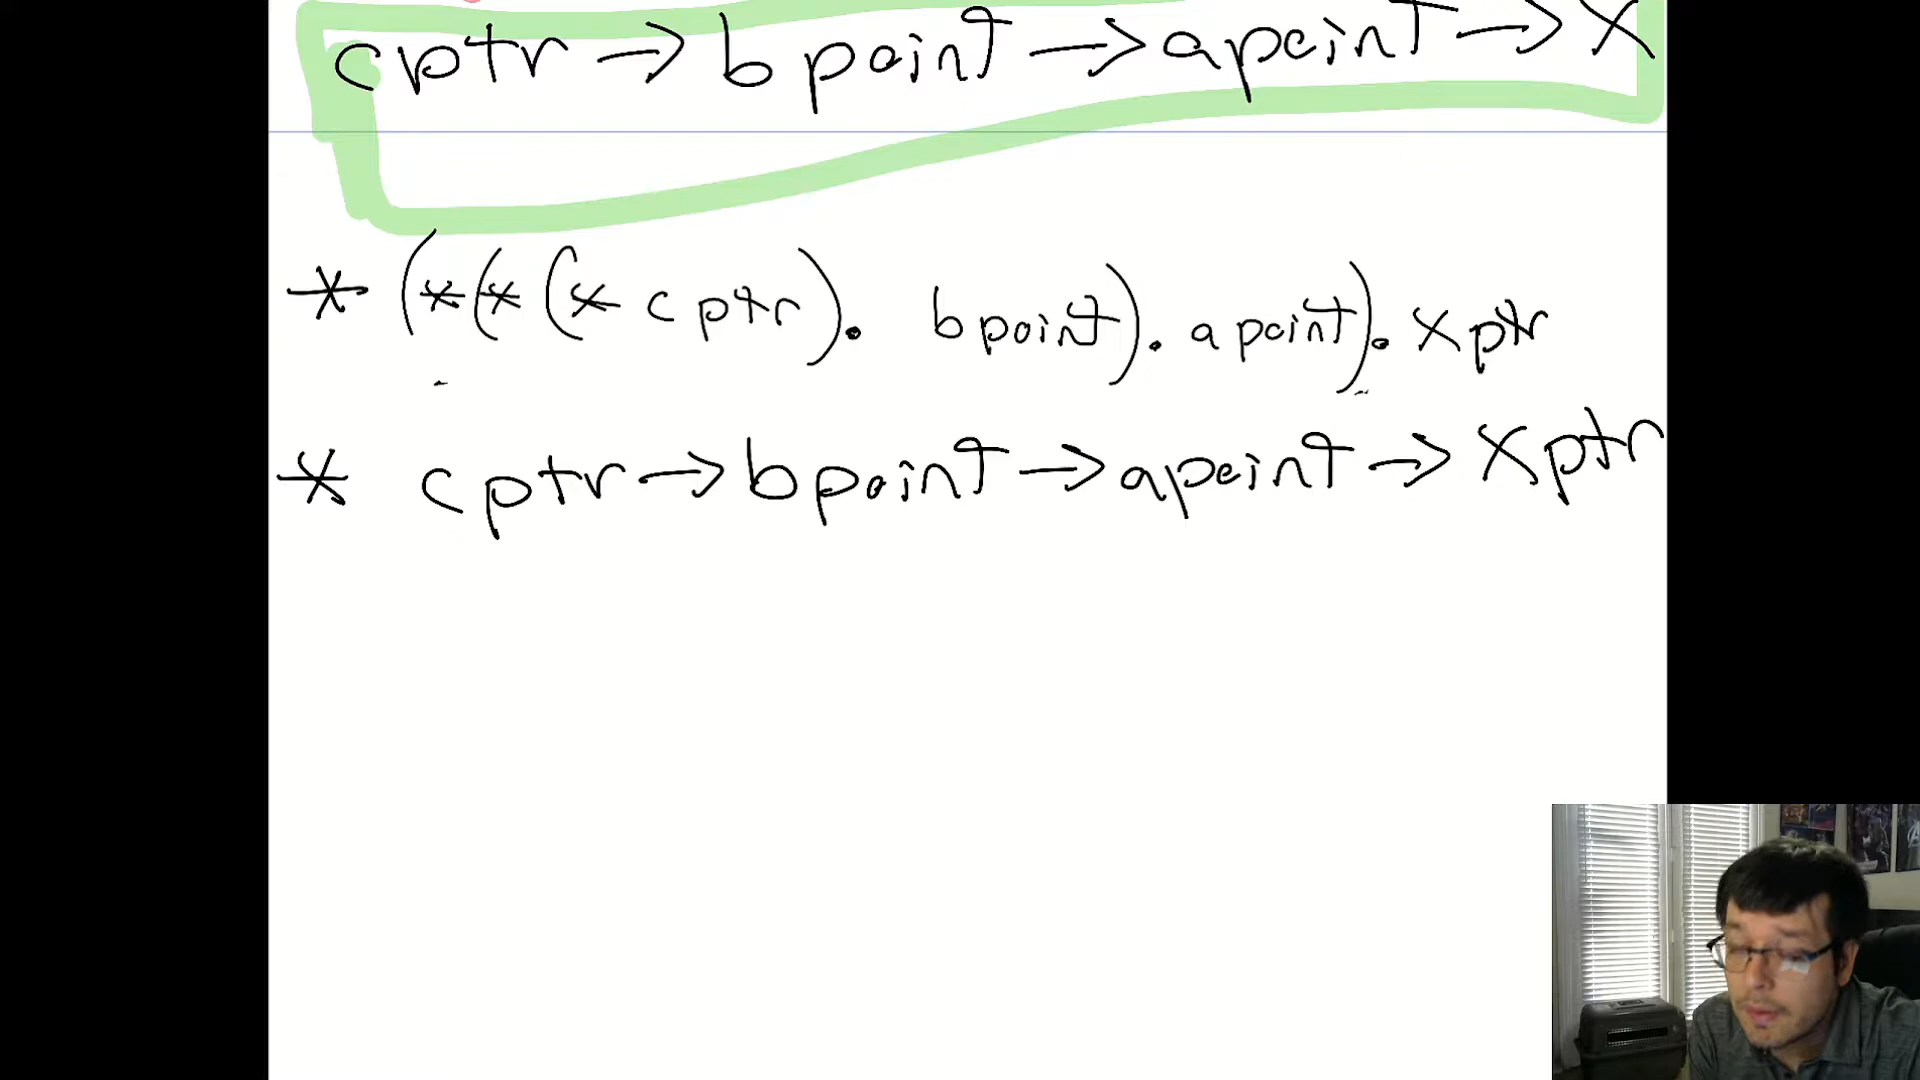 cptr → bpoint → apoint → x
* (*(*(*cptr). bpoint). apoint). xptr
* cptr → bpoint → apoint → xptr